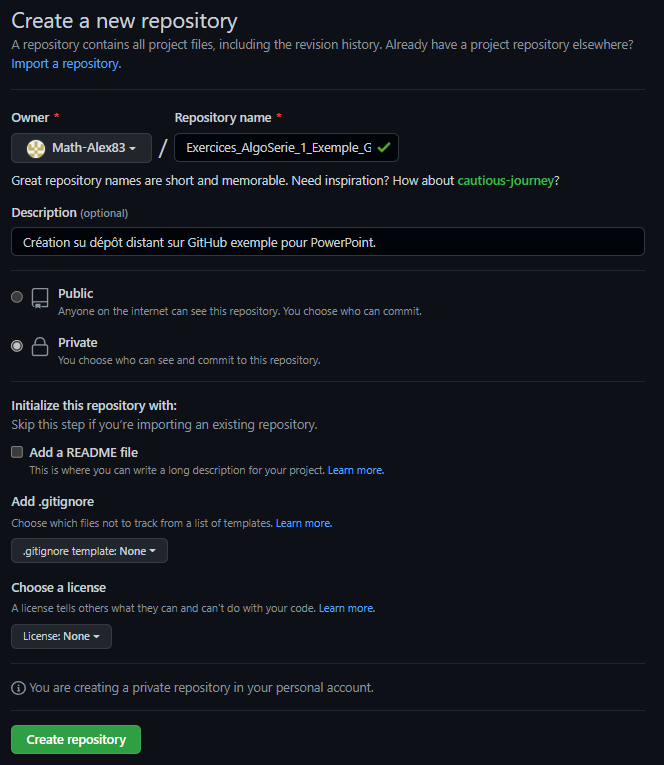 Create a new repository
A repository contains all project files, including the revision history. Already have a project repository elsewhere?
Import a repository.
Owner * Repository name *
Math-Alex83 / Exercices_AlgoSerie_1_Exemple_G
Great repository names are short and memorable. Need inspiration? How about cautious-journey?
Description (optional)
Création su dépôt distant sur GitHub exemple pour PowerPoint.
Public
Anyone on the internet can see this repository. You choose who can commit.
Private
You choose who can see and commit to this repository.
Initialize this repository with:
Skip this step if you're importing an existing repository.
Add a README file
This is where you can write a long description for your project. Learn more.
Add .gitignore
Choose which files not to track from a list of templates. Learn more.
.gitignore template: None
Choose a license
A license tells others what they can and can't do with your code. Learn more.
License: None
You are creating a private repository in your personal account.
Create repository